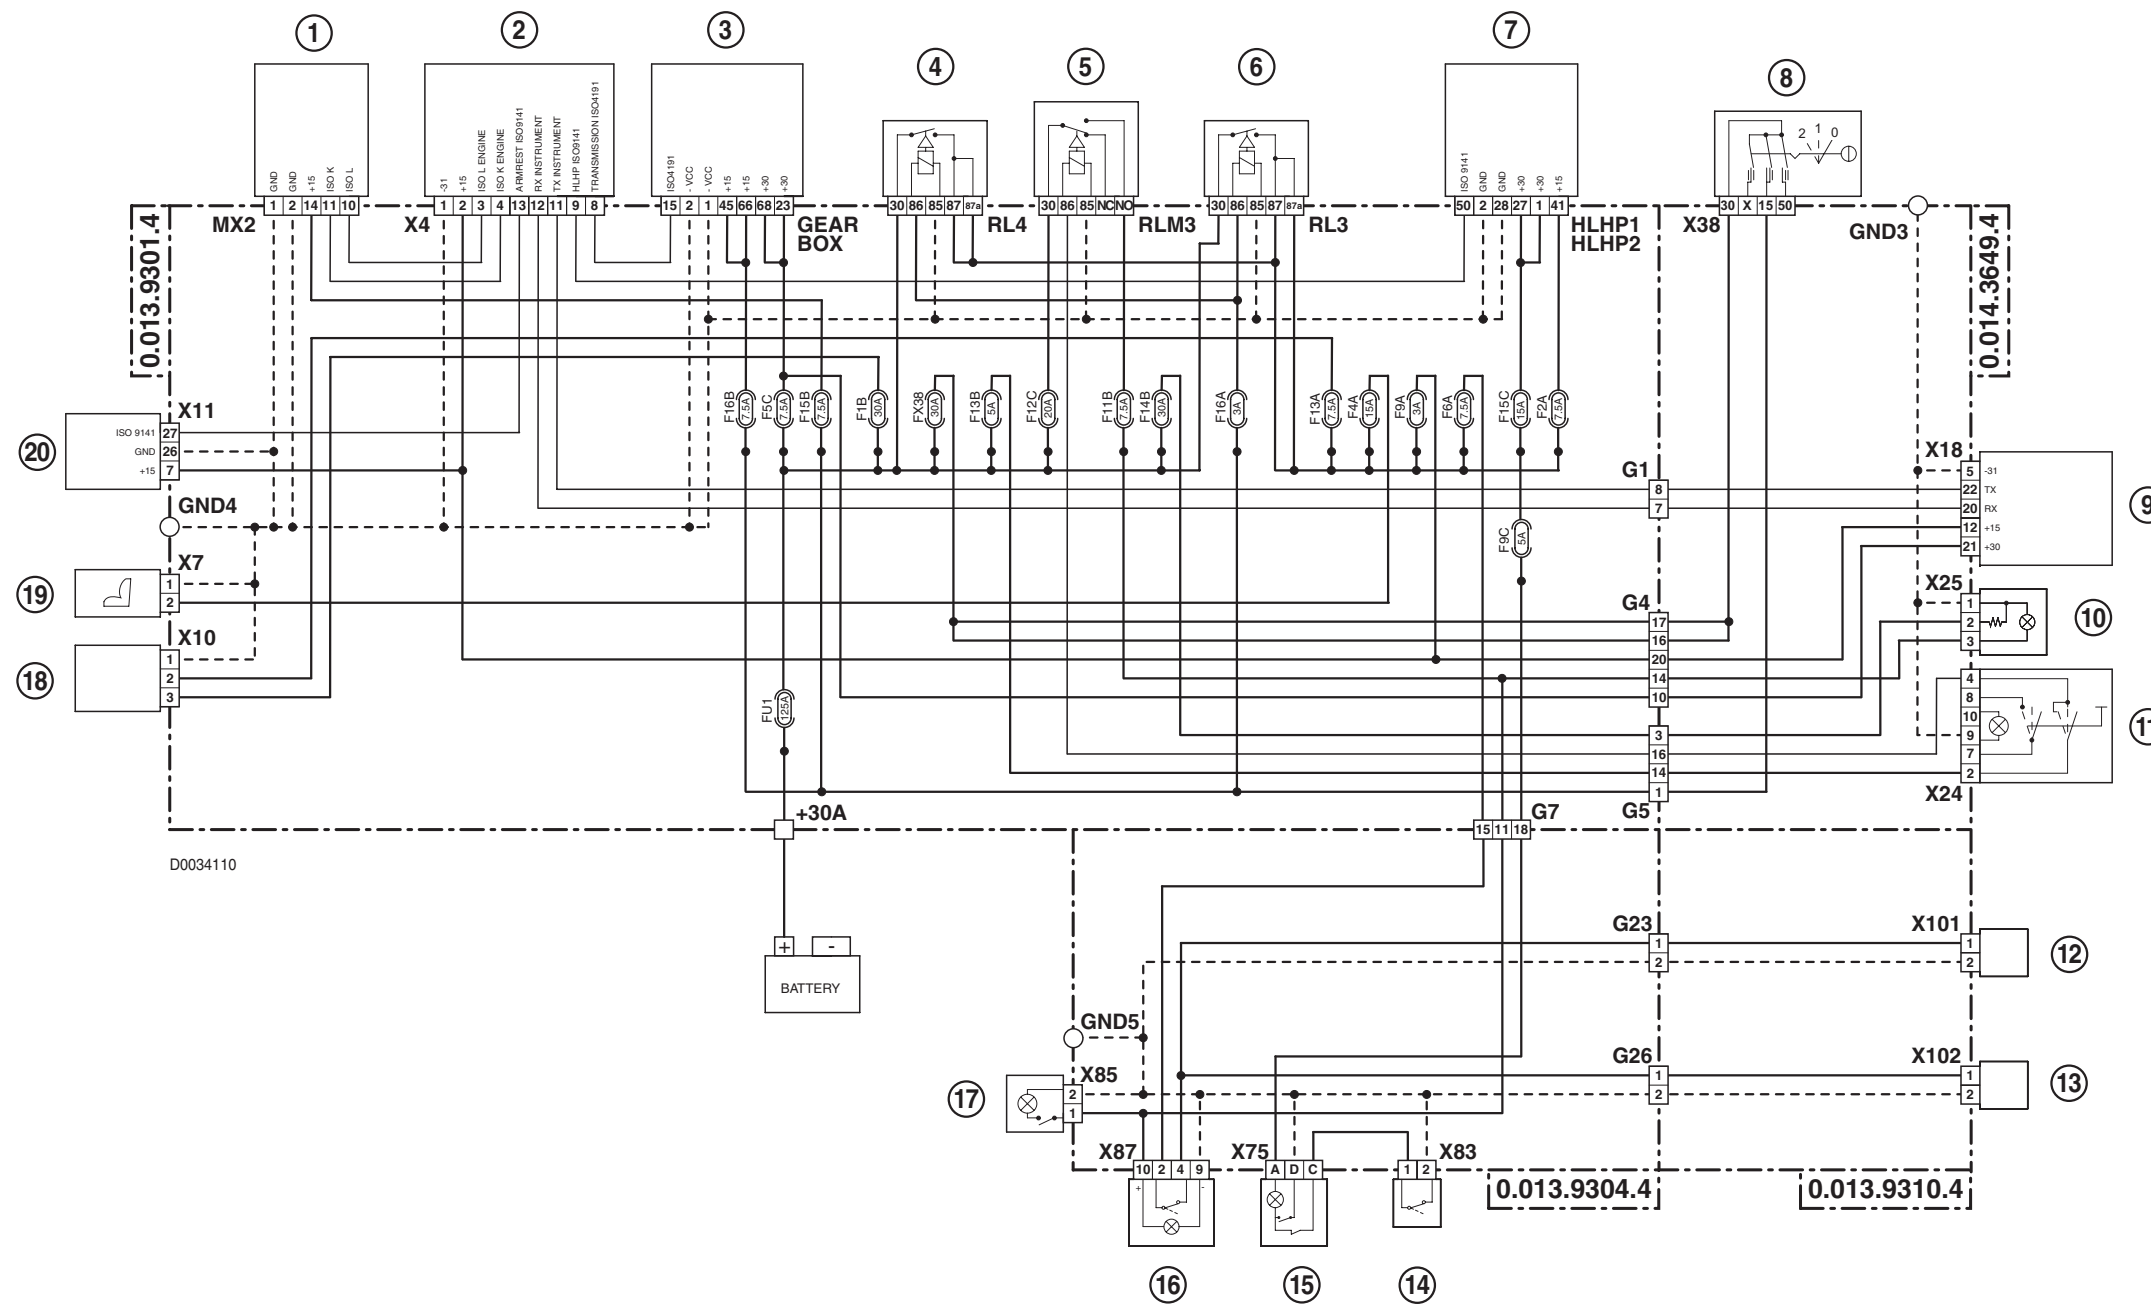 1
2
3
4
5
6
7
8
GND
GND
+15
ISO K
ISO L
-31
+15
ISO L ENGINE
ISO K ENGINE
ARMREST ISO9141
RX INSTRUMENT
TX INSTRUMENT
HLHP ISO9141
TRANSMISSION ISO4191
ISO4191
- VCC
- VCC
+15
+15
+30
+30
ISO 9141
GND
GND
+30
+30
+15
2 1 0
MX2
1 2 14 11 10
X4
1 2 3 4 13 12 11 9 8
15 2 1 45 66 68 23
GEAR
BOX
30 86 85 87 87a
RL4
30 86 85 NC NO
RLM3
30 86 85 87 87a
RL3
50 2 28 27 1 41
HLHP1
HLHP2
X38
30 X 15 50
GND3
0.013.9301.4
0.014.3649.4
F16B 7.5A
F5C 7.5A
F15B 7.5A
F1B 30A
FX38 30A
F13B 5A
F12C 20A
F11B 7.5A
F14B 30A
F16A 3A
F13A 7.5A
F4A 15A
F9A 3A
F6A 7.5A
F15C 15A
F2A 7.5A
X11
20
ISO 9141 27
GND 26
+15 7
GND4
X7
19
1
2
X10
18
1
2
3
G1
8
7
F9C 5A
X18
5 -31
22 TX
20 RX
12 +15
21 +30
9
X25
1
2
3
10
G4
17
16
20
14
10
3
16
14
1
G5
4
8
10
9
7
2
11
X24
FU1 125A
+30A
15 11 18
G7
D0034110
+ -
BATTERY
G23
1
2
X101
1
2
12
GND5
G26
1
2
X102
1
2
13
17
X85
2
1
X87
10 2 4 9
+ -
X75
A D C
X83
1 2
0.013.9304.4
0.013.9310.4
16
15
14